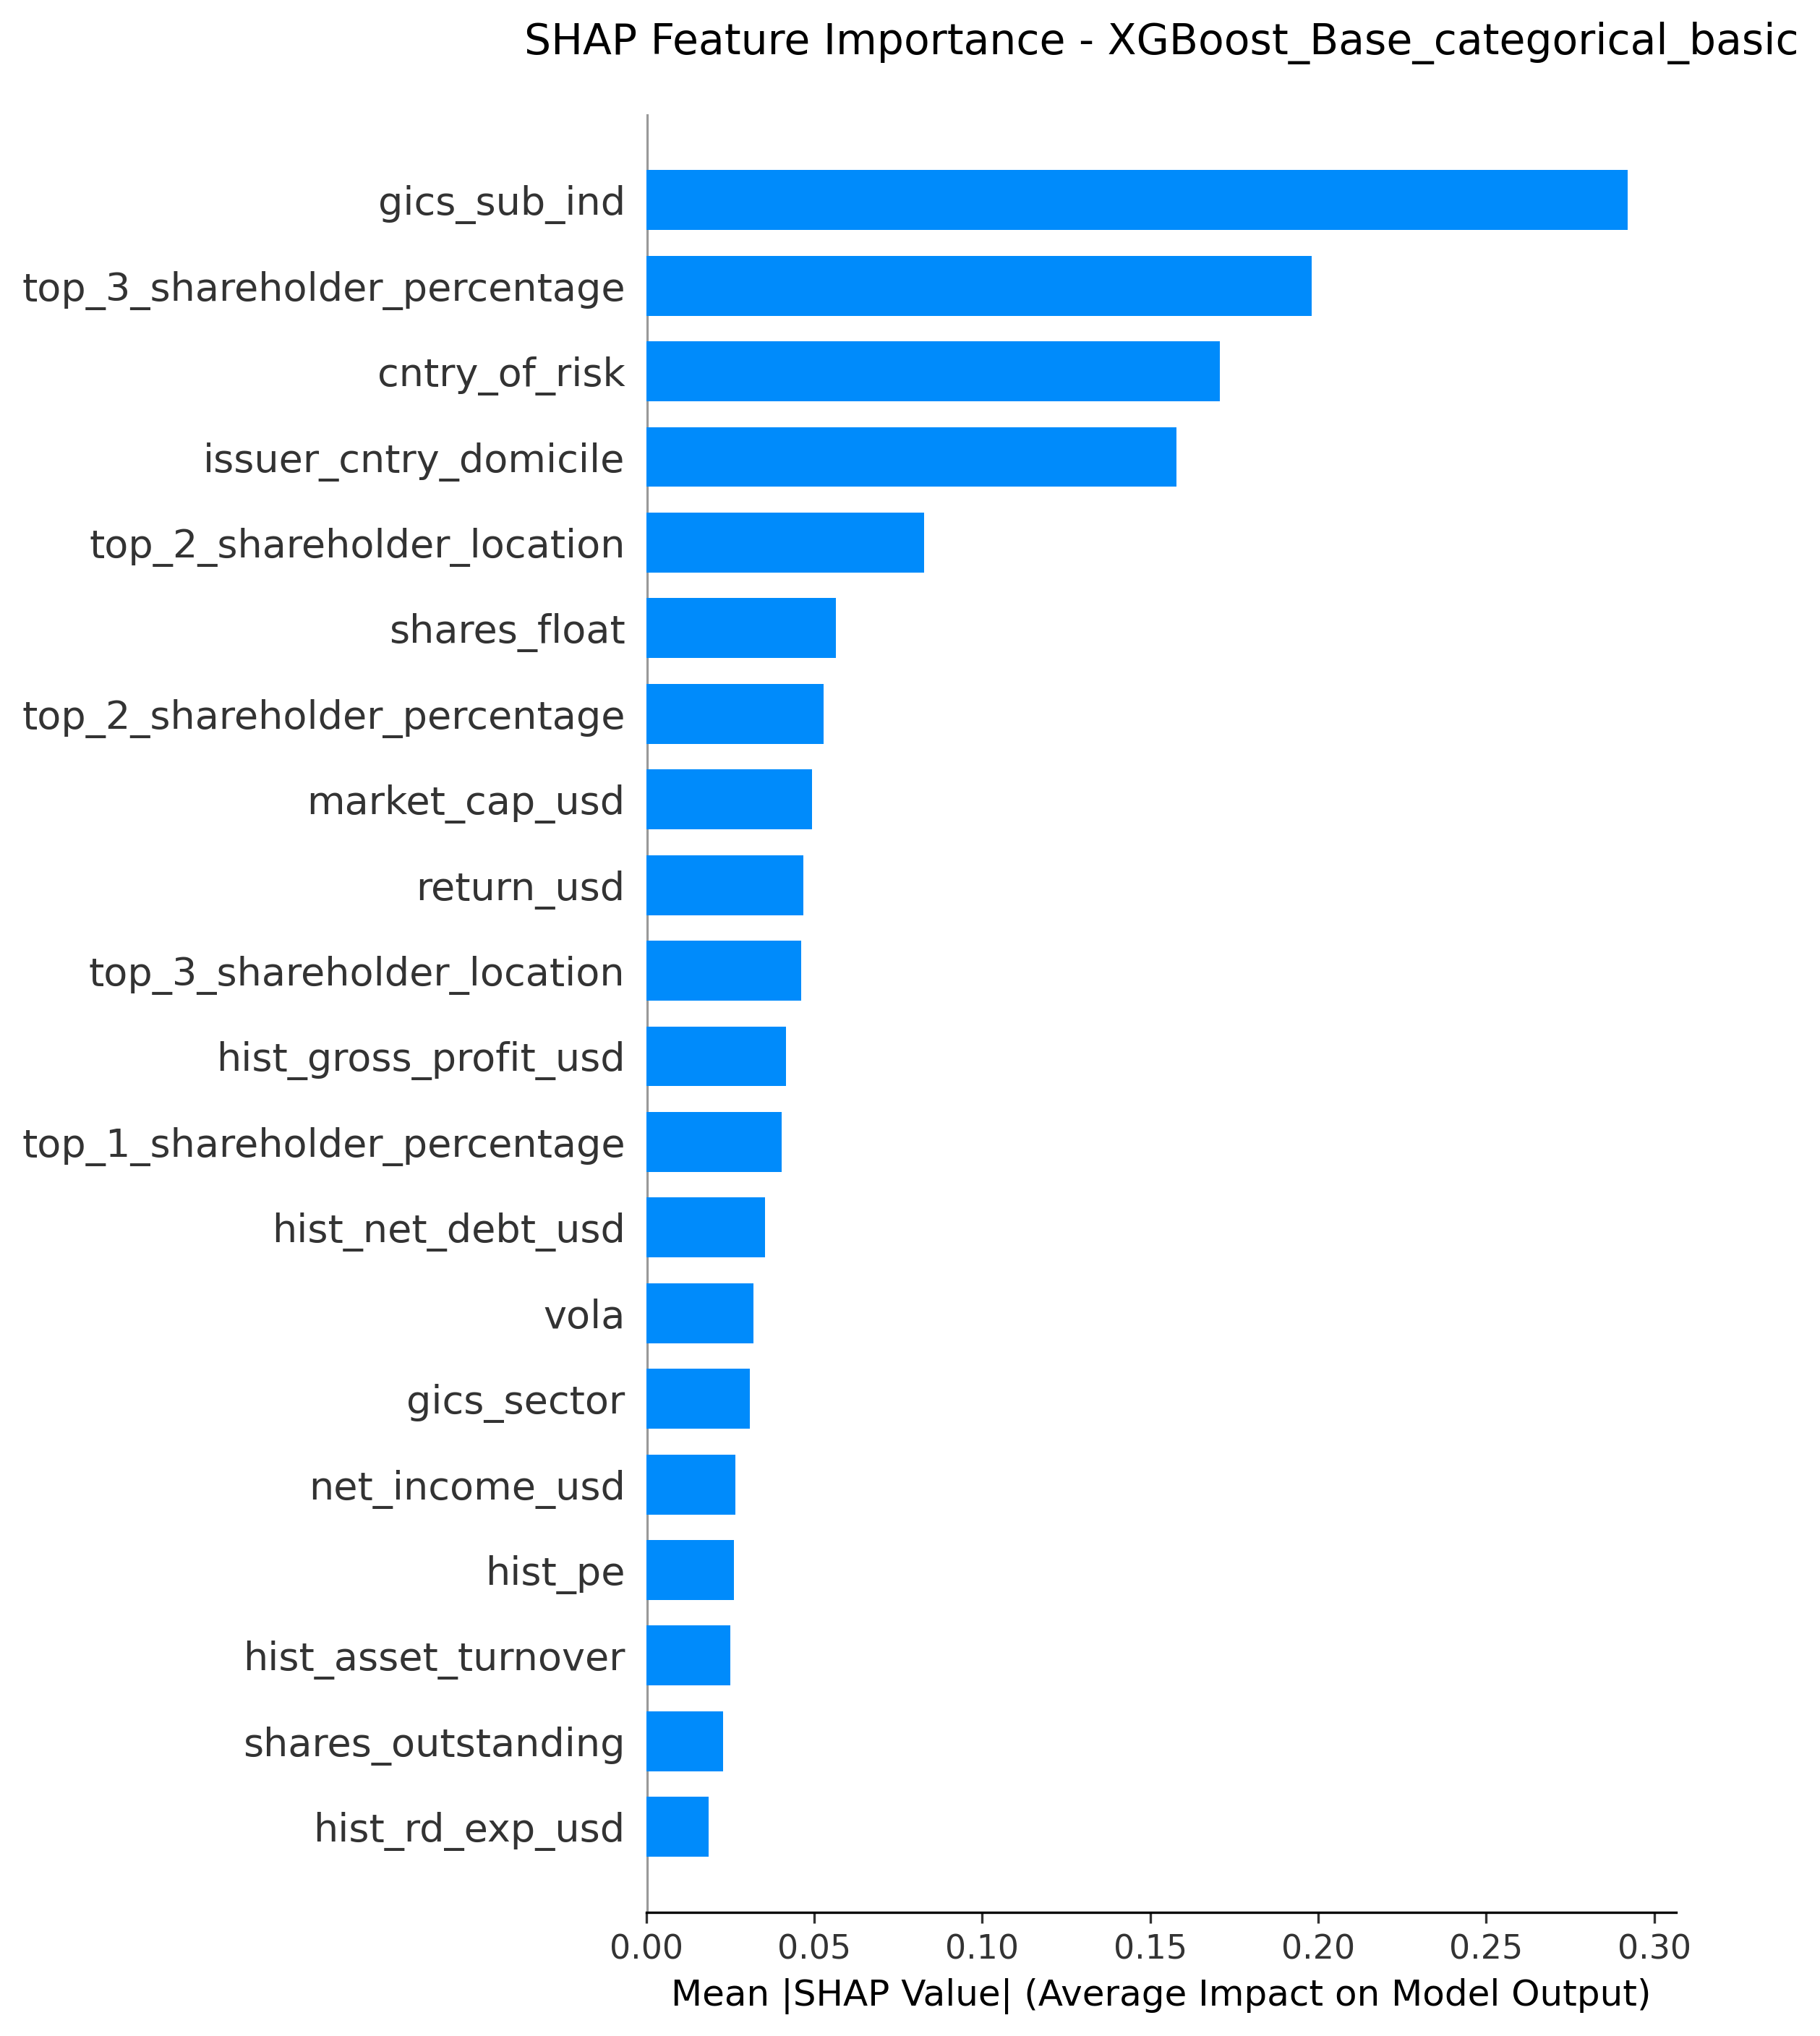 SHAP Feature Importance - XGBoost_Base_categorical_basic
gics_sub_ind
top_3_shareholder_percentage
cntry_of_risk
issuer_cntry_domicile
top_2_shareholder_location
shares_float
top_2_shareholder_percentage
market_cap_usd
return_usd
top_3_shareholder_location
hist_gross_profit_usd
top_1_shareholder_percentage
hist_net_debt_usd
vola
gics_sector
net_income_usd
hist_pe
hist_asset_turnover
shares_outstanding
hist_rd_exp_usd
0.00 0.05 0.10 0.15 0.20 0.25 0.30
Mean |SHAP Value| (Average Impact on Model Output)